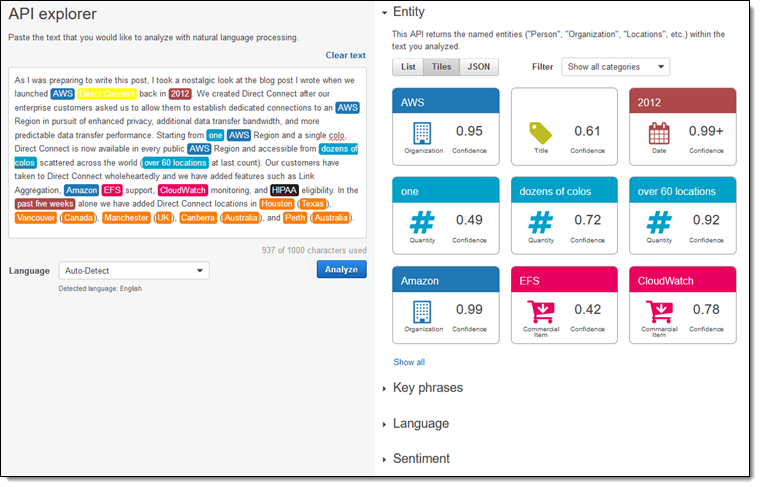 API explorer
Paste the text that you would like to analyze with natural language processing.
Clear text
As I was preparing to write this post, I took a nostalgic look at the blog post I wrote when we
launched AWS Direct Connect back in 2012. We created Direct Connect after our
enterprise customers asked us to allow them to establish dedicated connections to an AWS
Region in pursuit of enhanced privacy, additional data transfer bandwidth, and more
predictable data transfer performance. Starting from one AWS Region and a single colo,
Direct Connect is now available in every public AWS Region and accessible from dozens of
colos scattered across the world (over 60 locations at last count). Our customers have
taken to Direct Connect wholeheartedly and we have added features such as Link
Aggregation, Amazon EFS support, CloudWatch monitoring, and HIPAA eligibility. In the
past five weeks alone we have added Direct Connect locations in Houston (Texas),
Vancouver (Canada), Manchester (UK), Canberra (Australia), and Perth (Australia).
937 of 1000 characters used
Language Auto-Detect Analyze
Detected language: English
Entity
This API returns the named entities ("Person", "Organization", "Locations", etc.) within the
text you analyzed.
List Tiles JSON Filter Show all categories
AWS 2012
0.95 0.61 0.99+
Organization Confidence Title Confidence Date Confidence
one dozens of colos over 60 locations
# 0.49 # 0.72 # 0.92
Quantity Confidence Quantity Confidence Quantity Confidence
Amazon EFS CloudWatch
0.99 0.42 0.78
Organization Confidence Commercial Item Confidence Commercial Item Confidence
Show all
Key phrases
Language
Sentiment